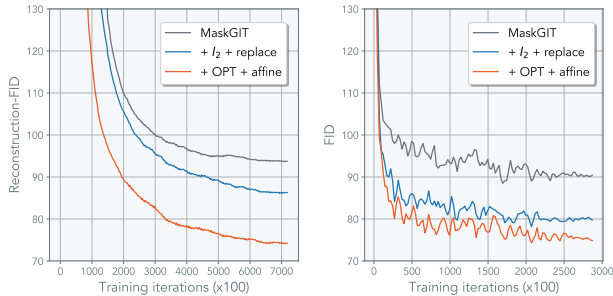 130
120
110
100
90
80
70
Reconstruction-FID
MaskGIT
+ l₂ + replace
+ OPT + affine
0
1000
2000
3000
4000
5000
6000
7000
Training iterations (x100)
130
120
110
100
90
80
70
FID
MaskGIT
+ l₂ + replace
+ OPT + affine
0
500
1000
1500
2000
2500
3000
Training iterations (x100)